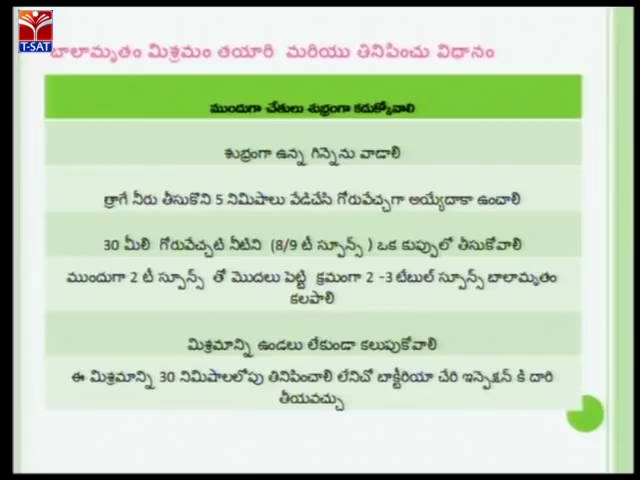 T-SAT
బాలామృతం మిశ్రమం తయారి మరియు తినిపించు విధానం
ముందుగా చేతులు శుభ్రంగా కడుక్కోవాలి
శుభ్రంగా ఉన్న గిన్నెను వాడాలి
త్రాగే నీరు తీసుకొని 5 నిమిషాలు వేడిచేసి గోరువేచ్చగా అయ్యేదాకా ఉంచాలి
30 మీలి గోరువేచ్చటి నీటిని (8/9 టీ స్పూన్స్ ) ఒక కుప్పులో తీసుకోవాలి
ముందుగా 2 టీ స్పూన్స్ తో మొదలు పెట్టి క్రమంగా 2 -3 టేబుల్ స్పూన్స్ బాలామృతం
కలపాలి
మిశ్రమాన్ని ఉండలు లేకుండా కలుపుకోవాలి
ఈ మిశ్రమాన్ని 30 నిమిషాలలోపు తినిపించాలి లేనిచో బాక్టీరియా చేరి ఇన్ఫెక్షన్ కి దారి
తీయవచ్చు